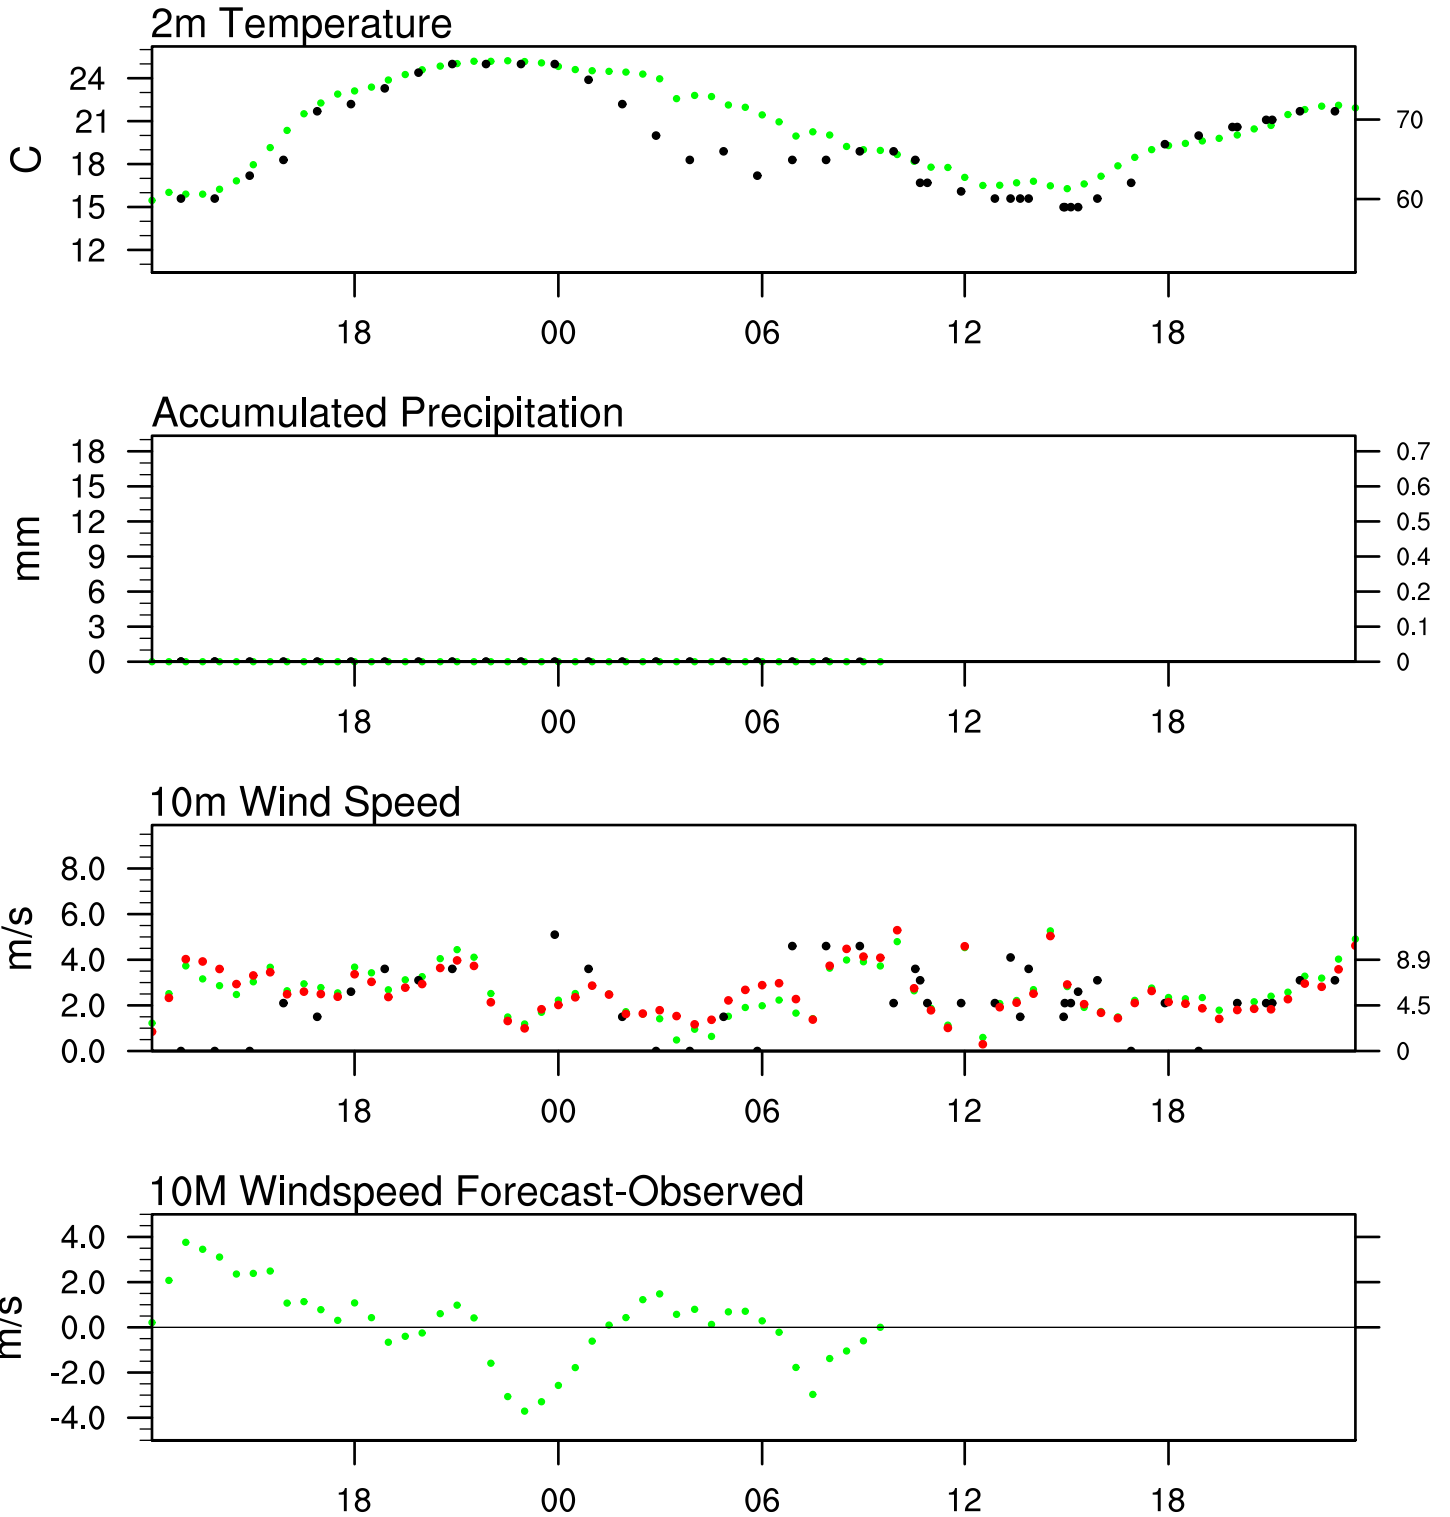 2m Temperature
24
21
18
15
12
C
70
60
18 00 06 12 18
Accumulated Precipitation
18
15
12
9
6
3
0
mm
0.7
0.6
0.5
0.4
0.2
0.1
0
18 00 06 12 18
10m Wind Speed
8.0
6.0
4.0
2.0
0.0
m/s
8.9
4.5
0
18 00 06 12 18
10M Windspeed Forecast-Observed
4.0
2.0
0.0
-2.0
-4.0
m/s
18 00 06 12 18